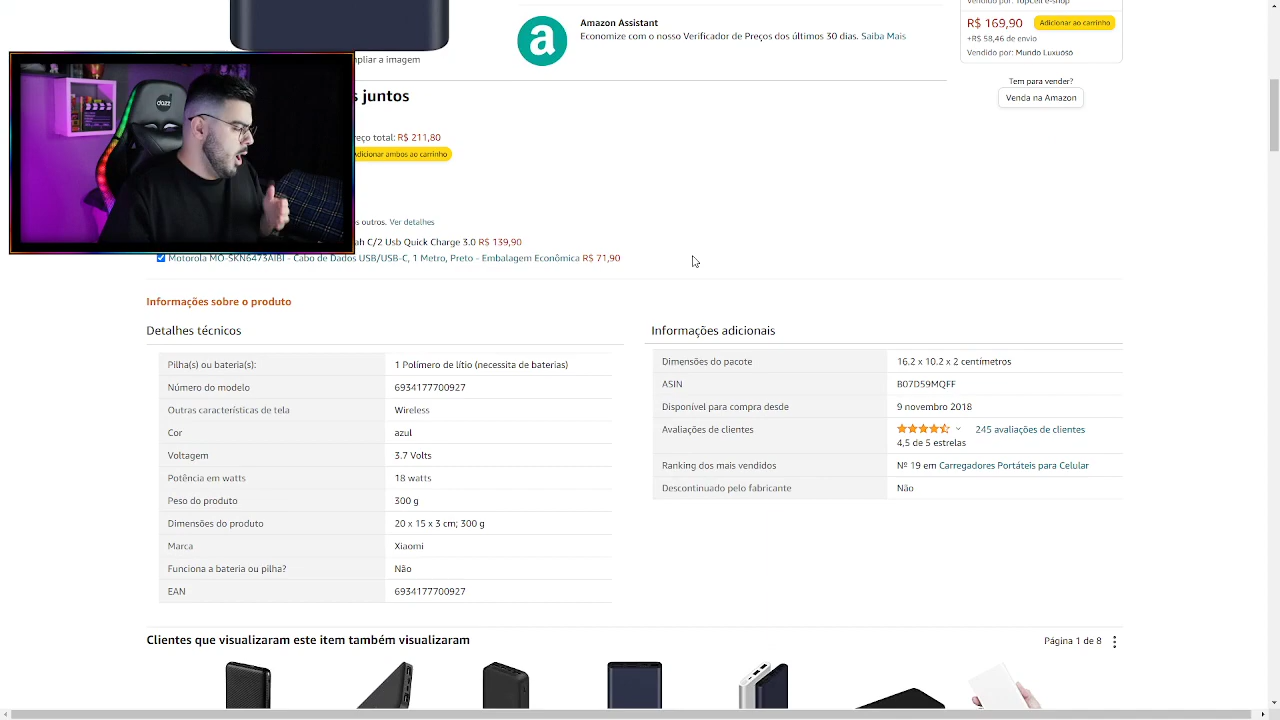 Vendido por: TopCell e-shop
R$ 169,90 Adicionar ao carrinho
+R$ 58,46 de envio
Vendido por: Mundo Luxuoso
Tem para vender?
Venda na Amazon
a
Amazon Assistant
Economize com o nosso Verificador de Preços dos últimos 30 dias. Saiba Mais
pliar a imagem
dazz
s juntos
reço total: R$ 211,80
Adicionar ambos ao carrinho
os outros. Ver detalhes
ah C/2 Usb Quick Charge 3.0 R$ 139,90
Motorola MO-SKN6473AIBI - Cabo de Dados USB/USB-C, 1 Metro, Preto - Embalagem Econômica R$ 71,90
Informações sobre o produto
Detalhes técnicos
Pilha(s) ou bateria(s): 1 Polímero de lítio (necessita de baterias)
Número do modelo 6934177700927
Outras características de tela Wireless
Cor azul
Voltagem 3.7 Volts
Potência em watts 18 watts
Peso do produto 300 g
Dimensões do produto 20 x 15 x 3 cm; 300 g
Marca Xiaomi
Funciona a bateria ou pilha? Não
EAN 6934177700927
Informações adicionais
Dimensões do pacote 16.2 x 10.2 x 2 centímetros
ASIN B07D59MQFF
Disponível para compra desde 9 novembro 2018
Avaliações de clientes 245 avaliações de clientes
4,5 de 5 estrelas
Ranking dos mais vendidos Nº 19 em Carregadores Portáteis para Celular
Descontinuado pelo fabricante Não
Clientes que visualizaram este item também visualizaram
Página 1 de 8